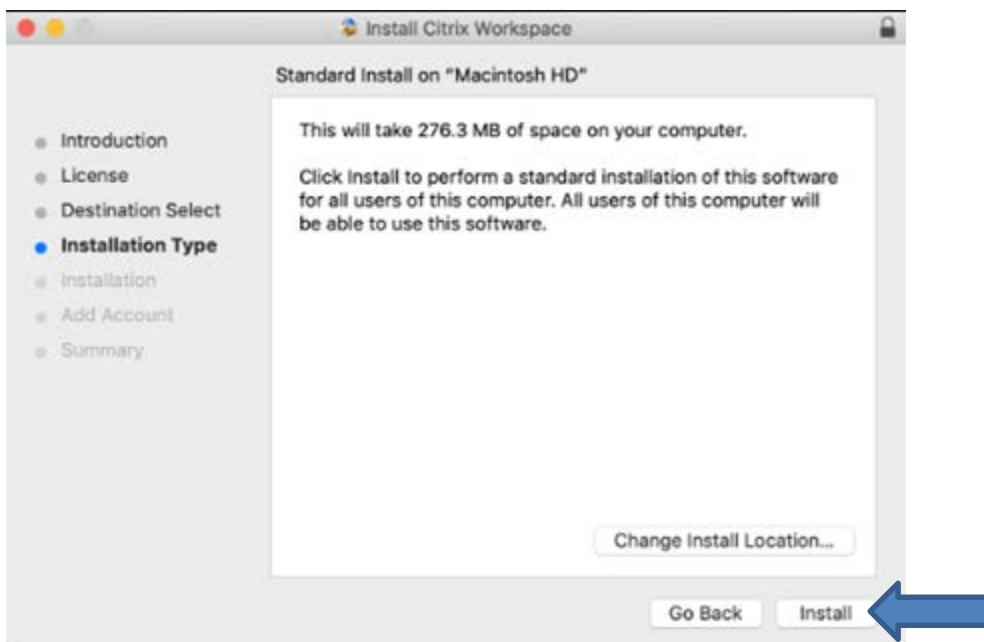 Install Citrix Workspace
Standard Install on "Macintosh HD"
Introduction
License
Destination Select
Installation Type
Installation
Add Account
Summary
This will take 276.3 MB of space on your computer.
Click Install to perform a standard installation of this software
for all users of this computer. All users of this computer will
be able to use this software.
Change Install Location...
Go Back
Install